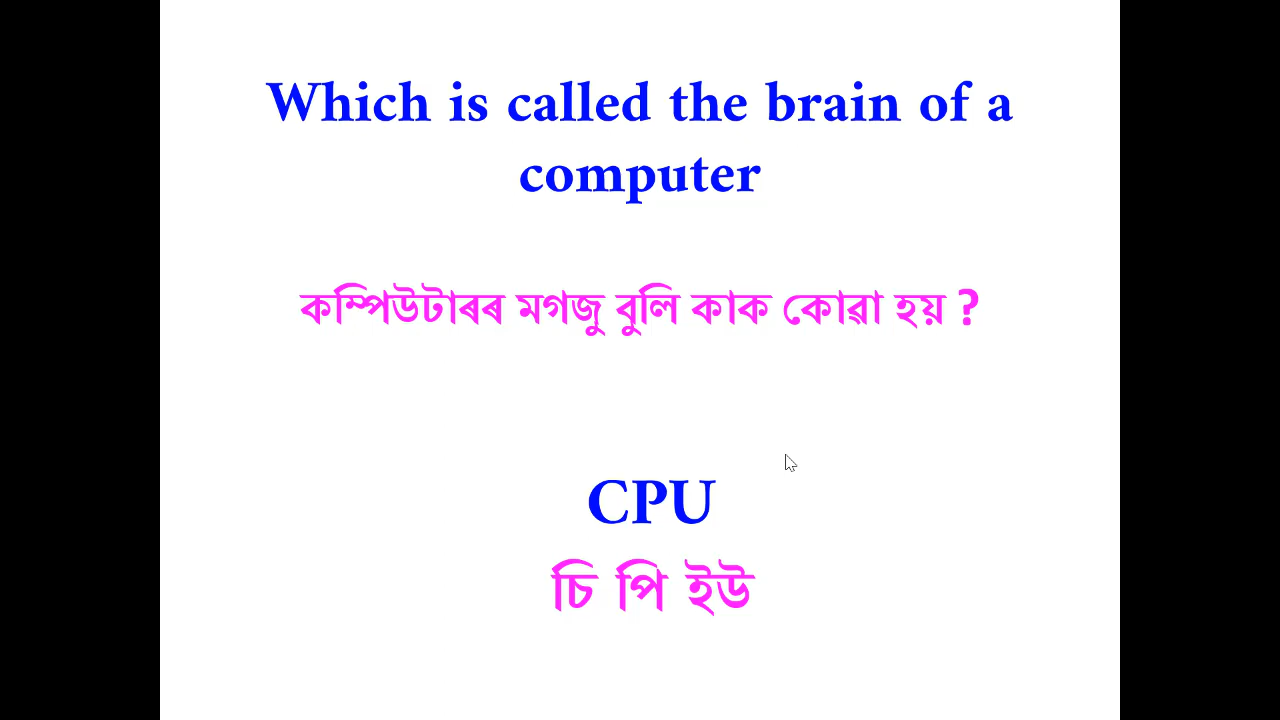 Which is called the brain of a
computer
কম্পিউটাৰৰ মগজু বুলি কাক কোৱা হয় ?
CPU
চি পি ইউ